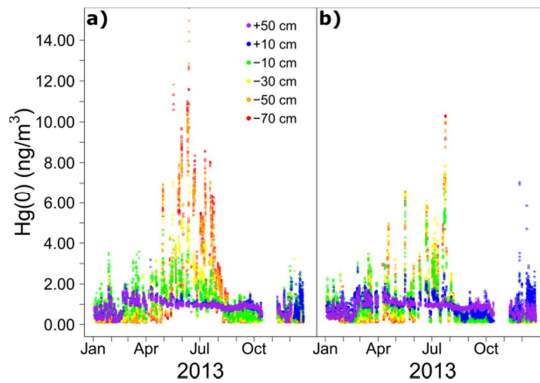 a)
b)
+50 cm
+10 cm
−10 cm
−30 cm
−50 cm
−70 cm
Hg(0) (ng/m³)
14.00
12.00
10.00
8.00
6.00
4.00
2.00
0.00
Jan Apr Jul Oct Jan Apr Jul Oct
2013 2013